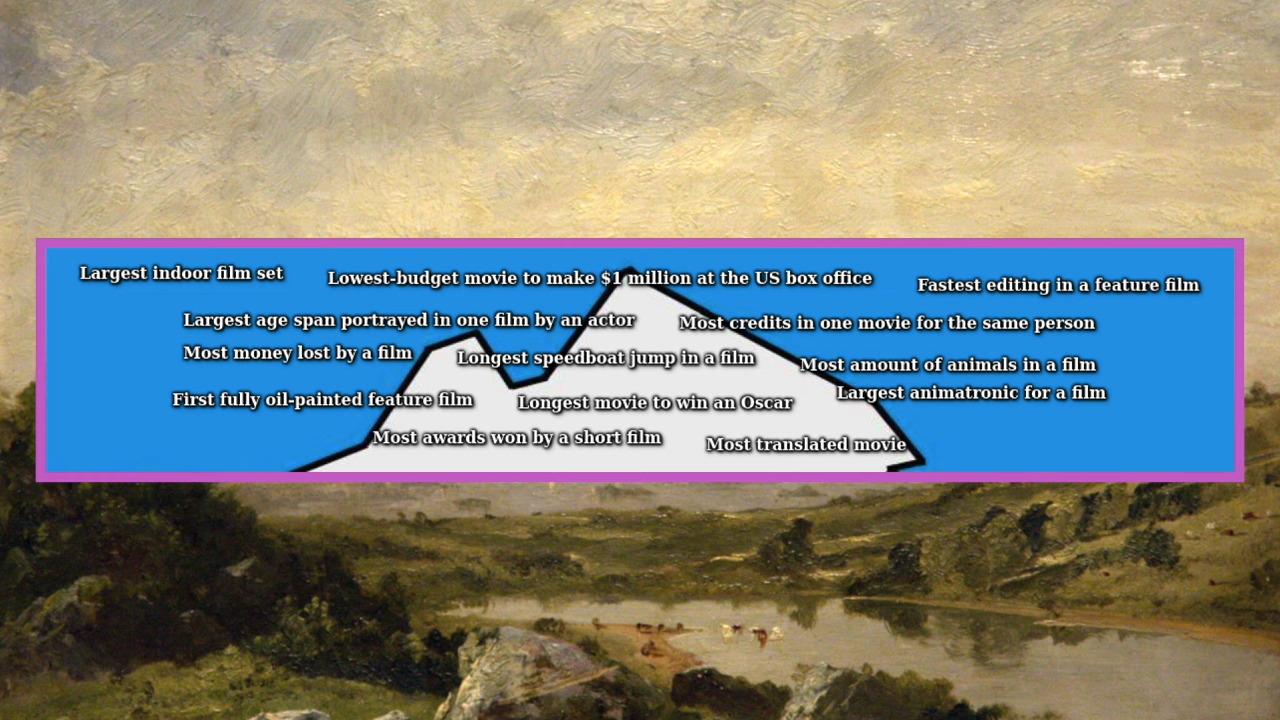 Largest indoor film set
Lowest-budget movie to make $1 million at the US box office
Fastest editing in a feature film
Largest age span portrayed in one film by an actor
Most credits in one movie for the same person
Most money lost by a film
Longest speedboat jump in a film
Most amount of animals in a film
First fully oil-painted feature film
Longest movie to win an Oscar
Largest animatronic for a film
Most awards won by a short film
Most translated movie